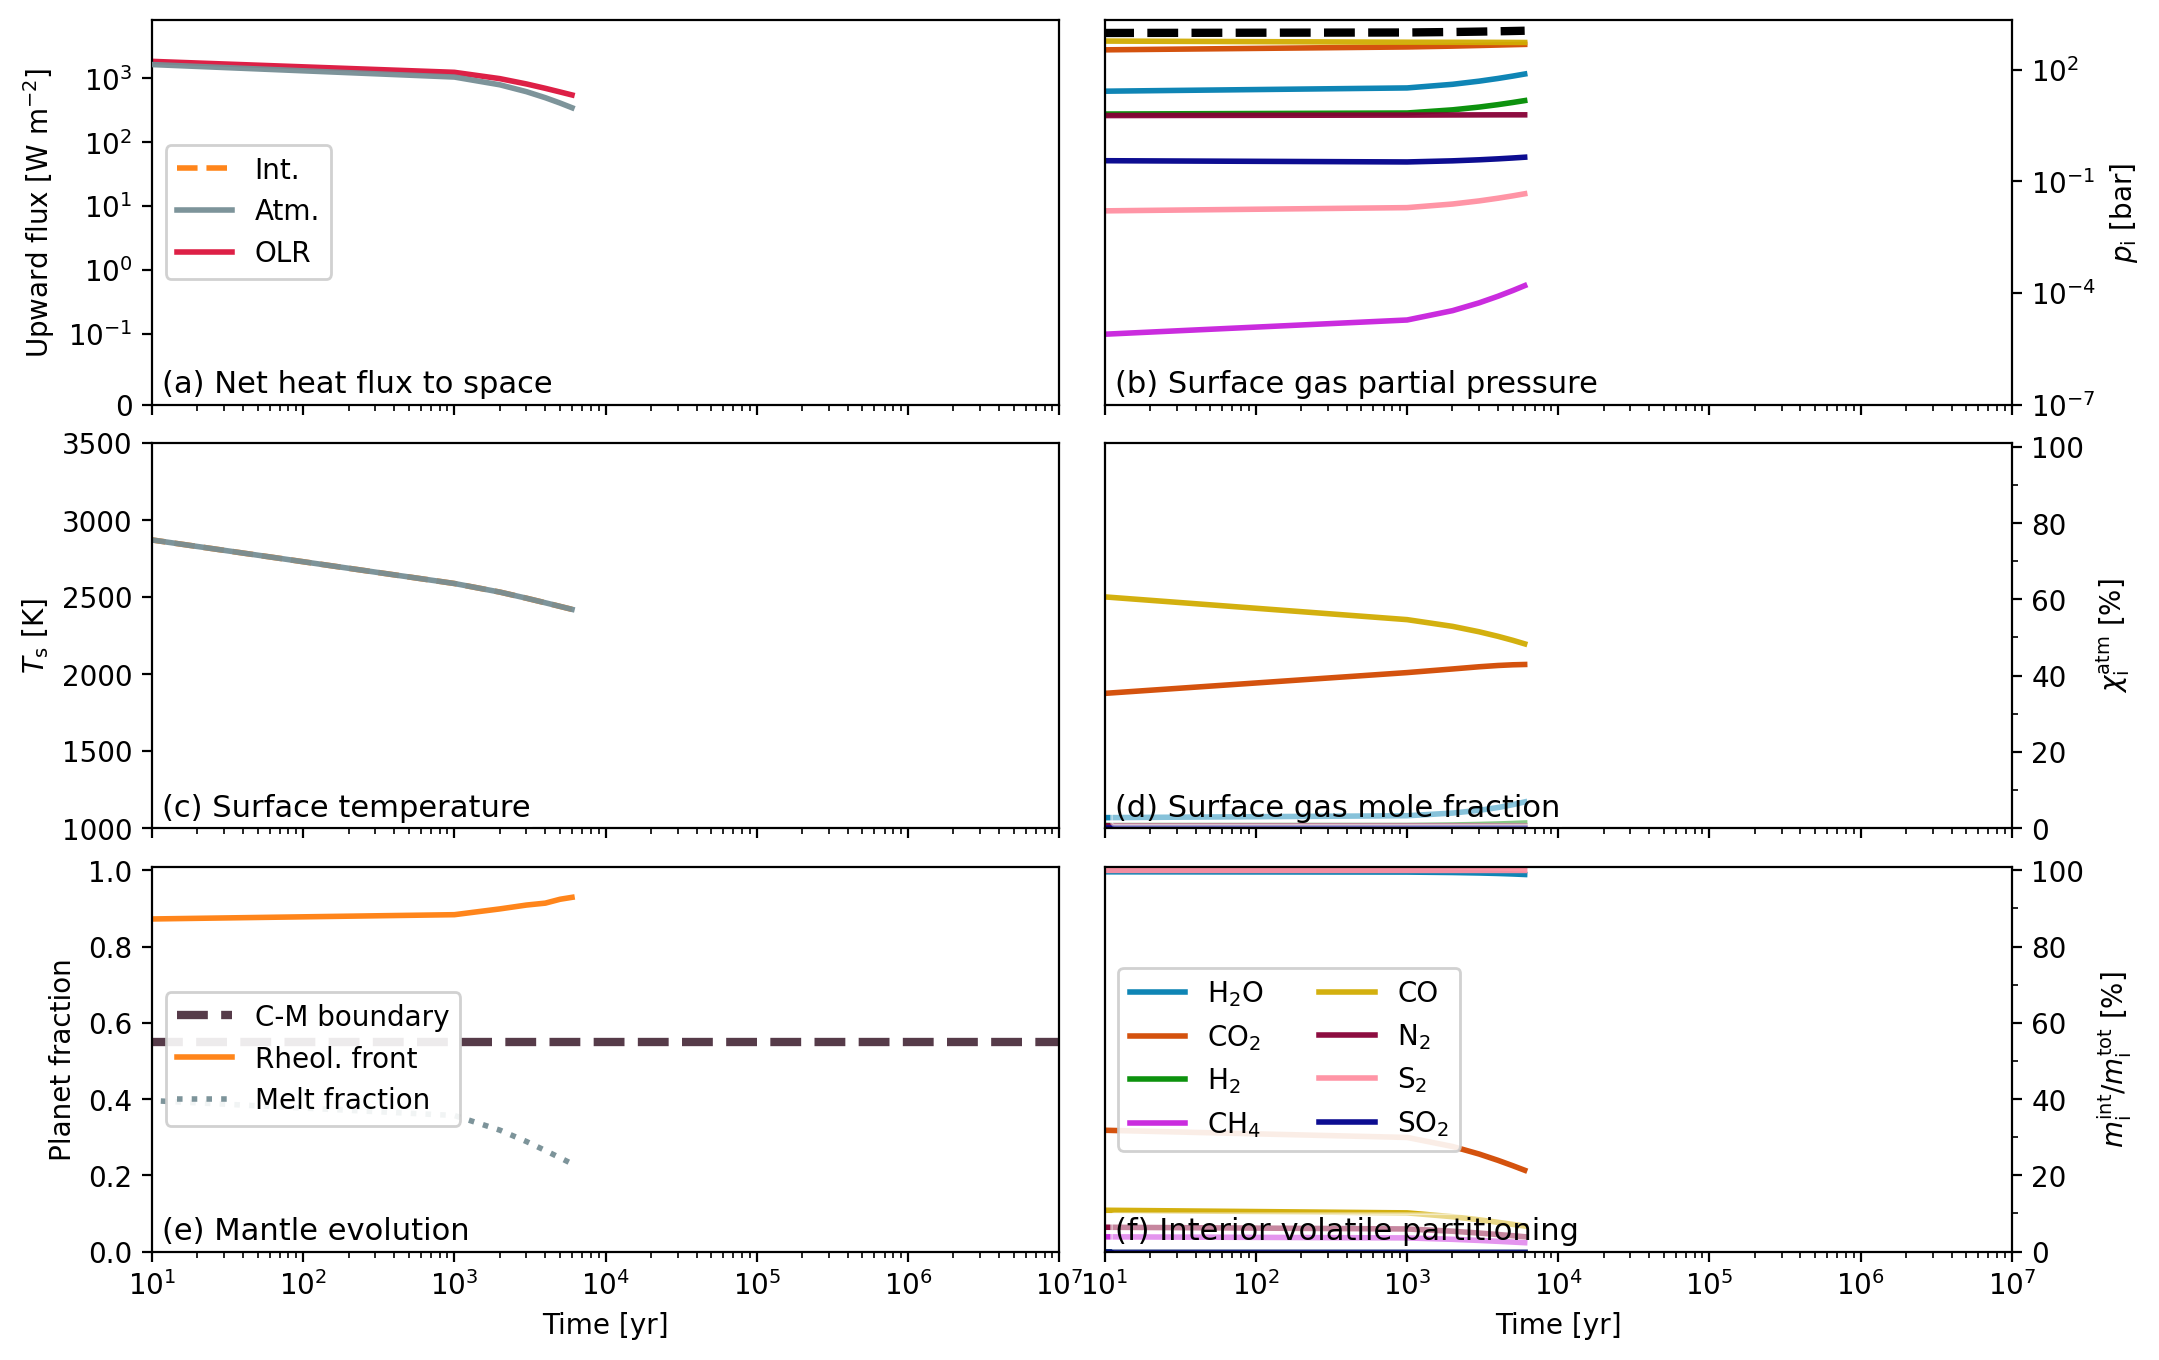 Upward flux [W m⁻²]
10³
10²
10¹
10⁰
10⁻¹
0
Int.
Atm.
OLR
(a) Net heat flux to space
10²
10⁻¹
10⁻⁴
10⁻⁷
pᵢ [bar]
(b) Surface gas partial pressure
Tₛ [K]
3500
3000
2500
2000
1500
1000
(c) Surface temperature
100
80
60
40
20
0
χᵢᵃᵗᵐ [%]
(d) Surface gas mole fraction
Planet fraction
1.0
0.8
0.6
0.4
0.2
0.0
C-M boundary
Rheol. front
Melt fraction
(e) Mantle evolution
10¹ 10² 10³ 10⁴ 10⁵ 10⁶ 10⁷
Time [yr]
100
80
60
40
20
0
mᵢⁱⁿᵗ/mᵢᵗᵒᵗ [%]
H₂O CO
CO₂ N₂
H₂ S₂
CH₄ SO₂
(f) Interior volatile partitioning
10¹ 10² 10³ 10⁴ 10⁵ 10⁶ 10⁷
Time [yr]